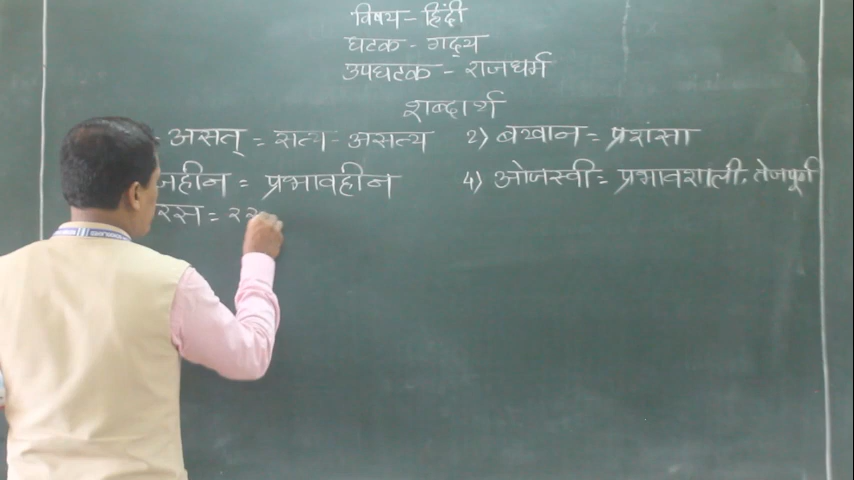 विषय - हिंदी
घटक - गद्य
उपघटक - राजधर्म
शब्दार्थ
- असत् = सत्य - असत्य 2) बखान = प्रशंसा
जहीन = प्रभावहीन 4) ओजस्वी = प्रभावशाली, तेजपूर्ण
रस =